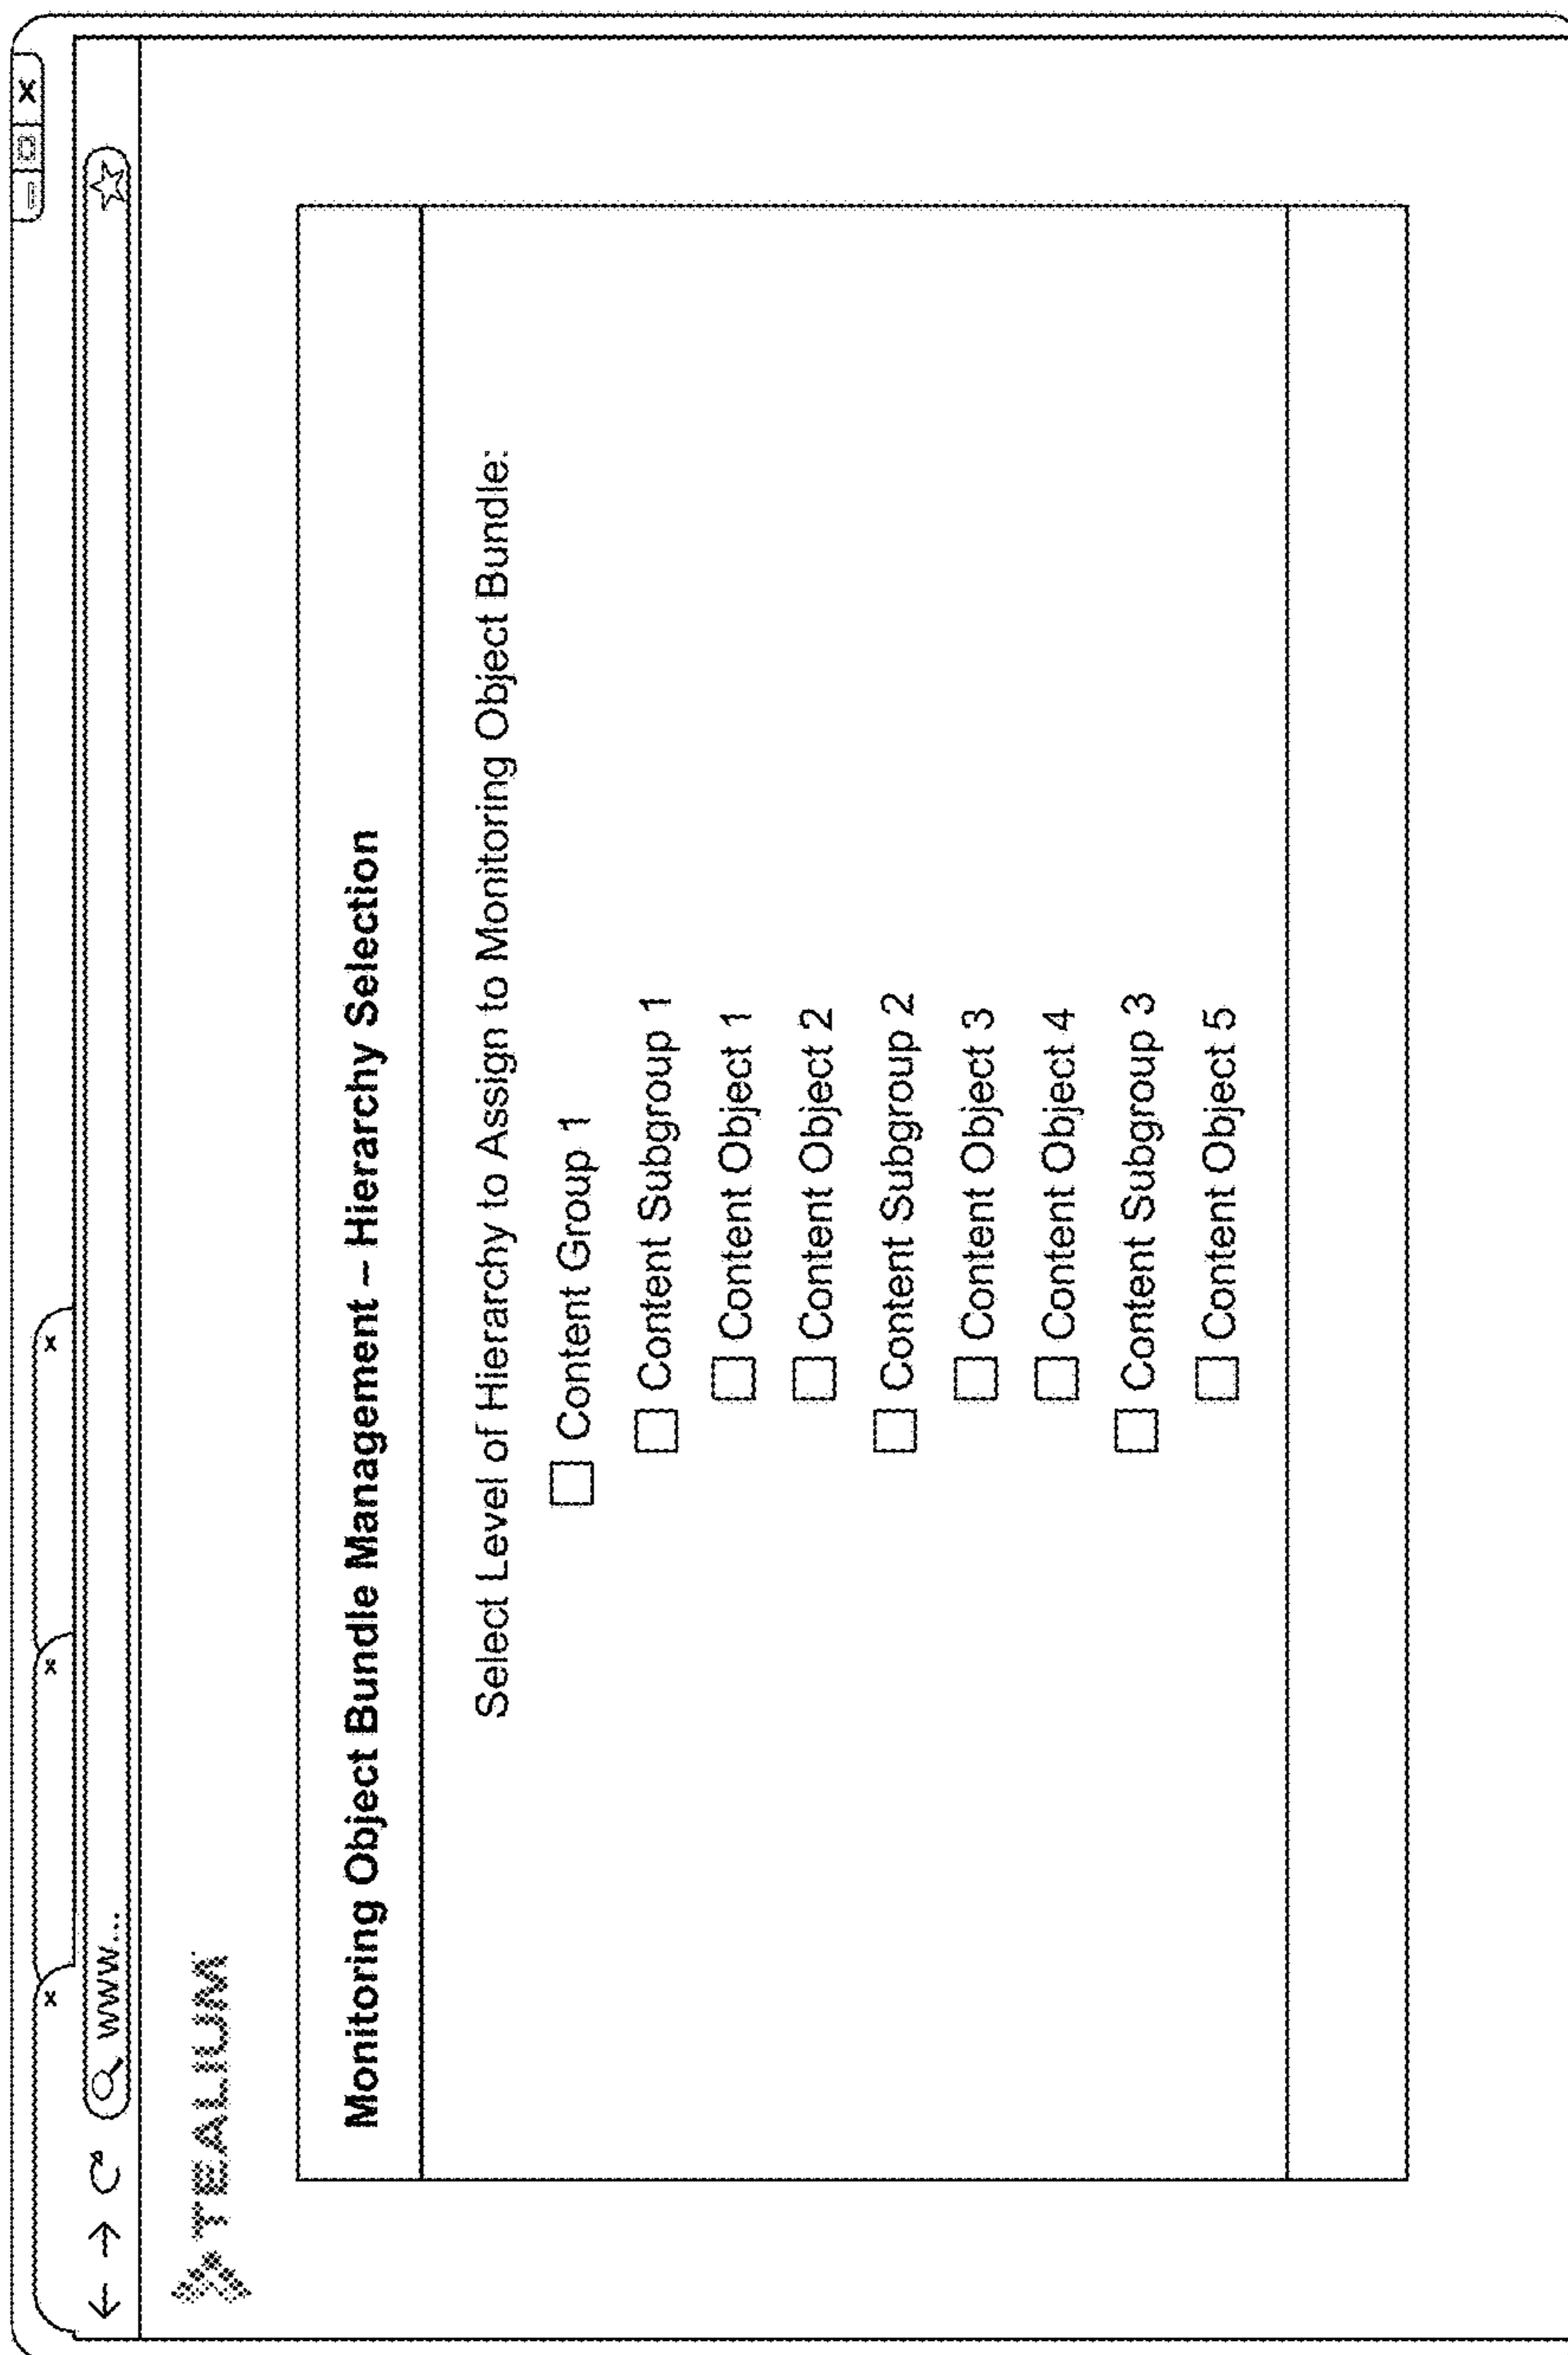 www...
TEALIUM
Monitoring Object Bundle Management – Hierarchy Selection
Select Level of Hierarchy to Assign to Monitoring Object Bundle:
Content Group 1
Content Subgroup 1
Content Object 1
Content Object 2
Content Subgroup 2
Content Object 3
Content Object 4
Content Subgroup 3
Content Object 5